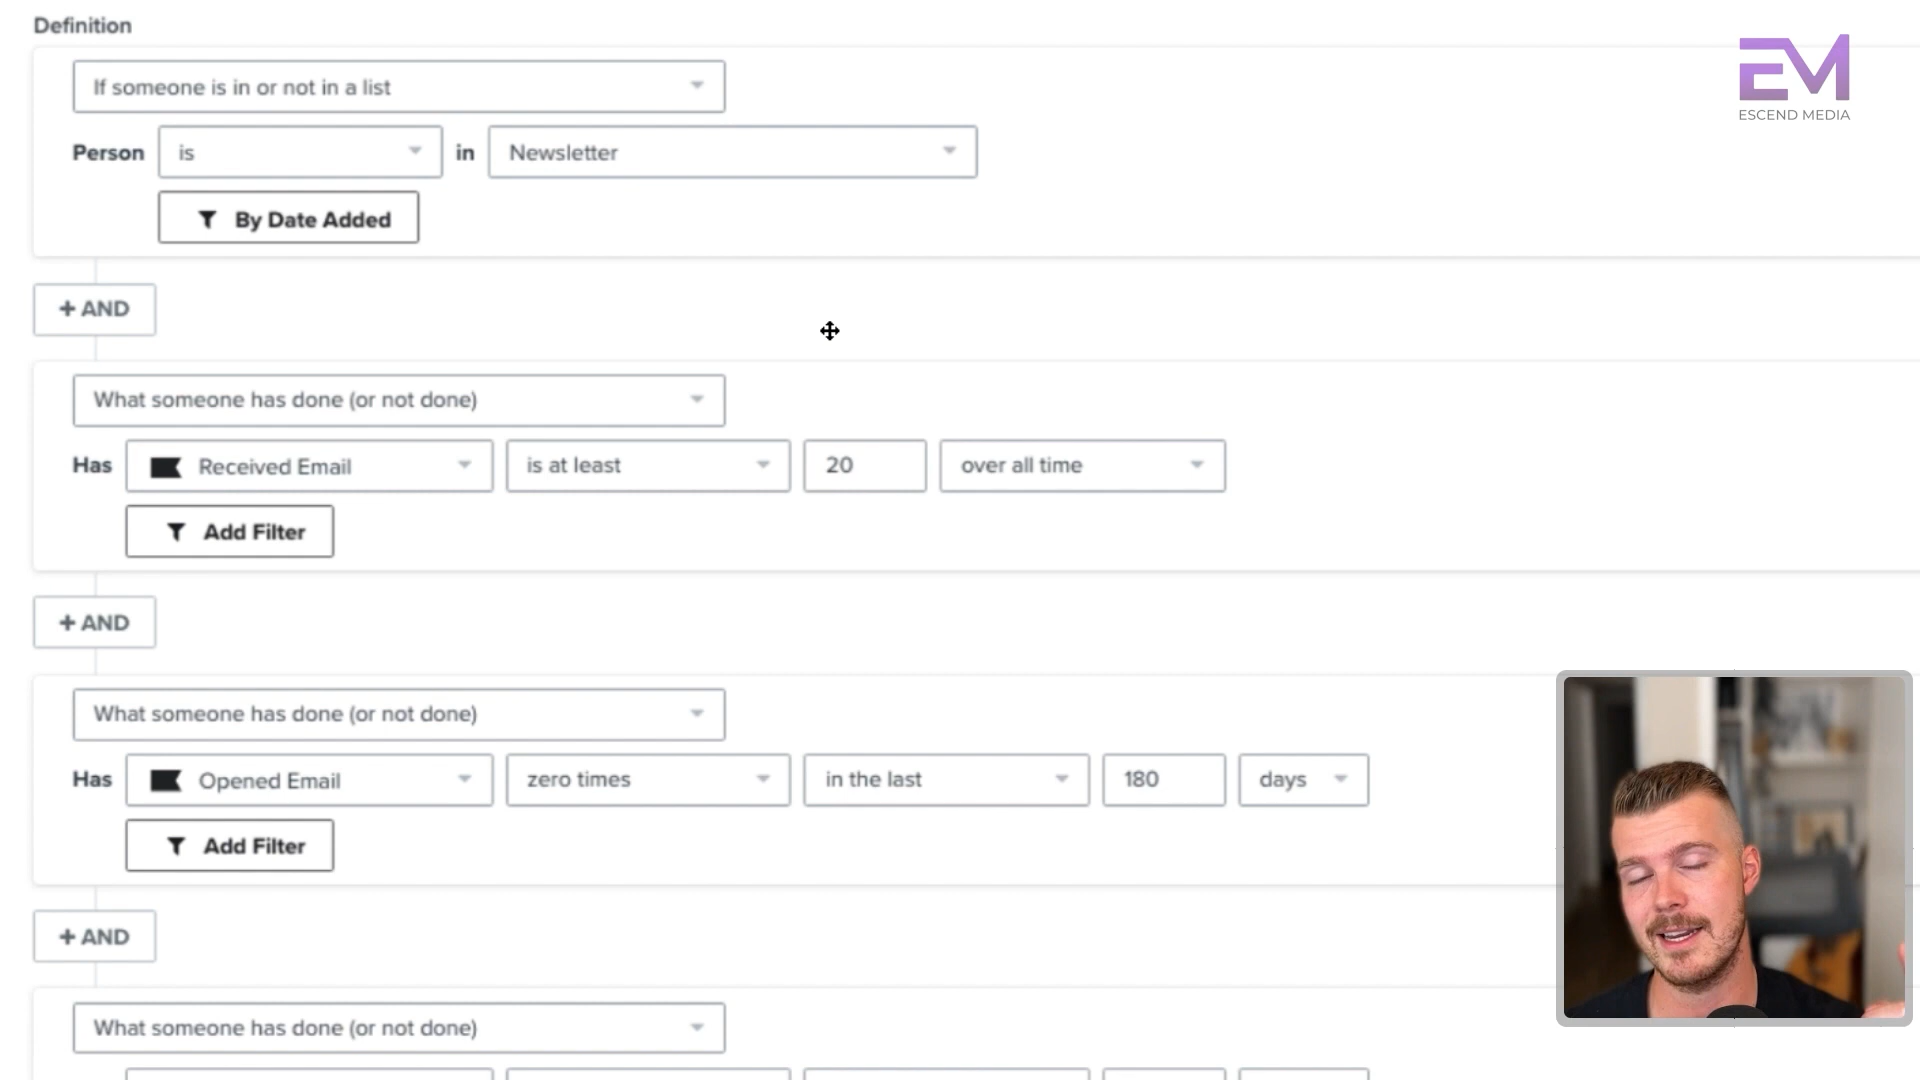 Definition
EM
ESCEND MEDIA
If someone is in or not in a list
Person is in Newsletter
By Date Added
+ AND
What someone has done (or not done)
Has Received Email is at least 20 over all time
Add Filter
+ AND
What someone has done (or not done)
Has Opened Email zero times in the last 180 days
Add Filter
+ AND
What someone has done (or not done)